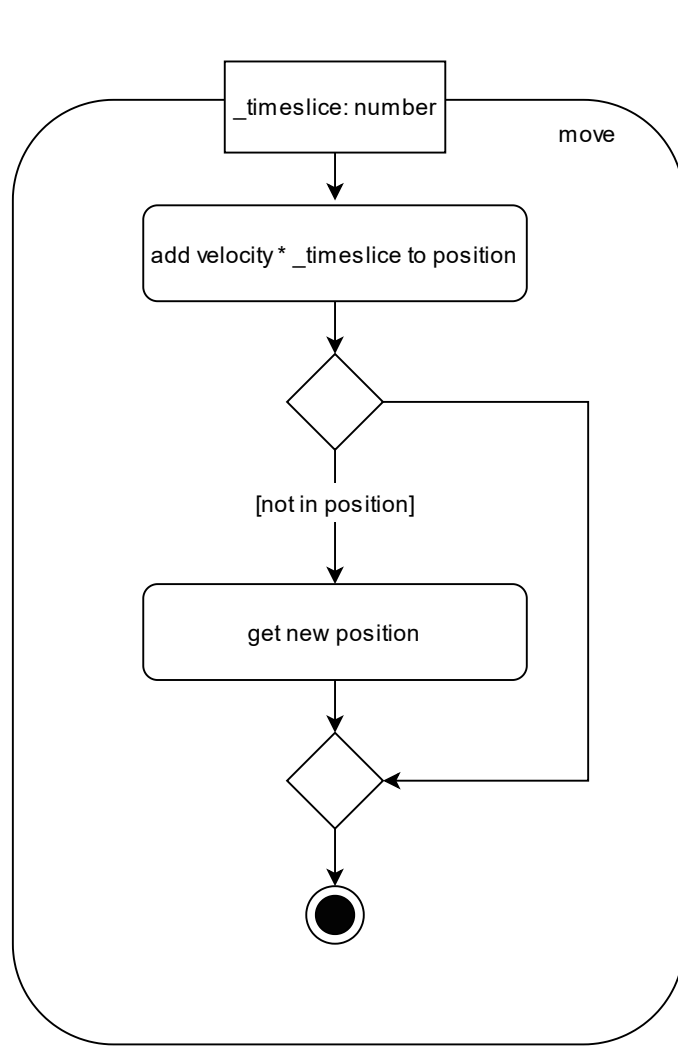 _timeslice: number
move
add velocity * _timeslice to position
[not in position]
get new position